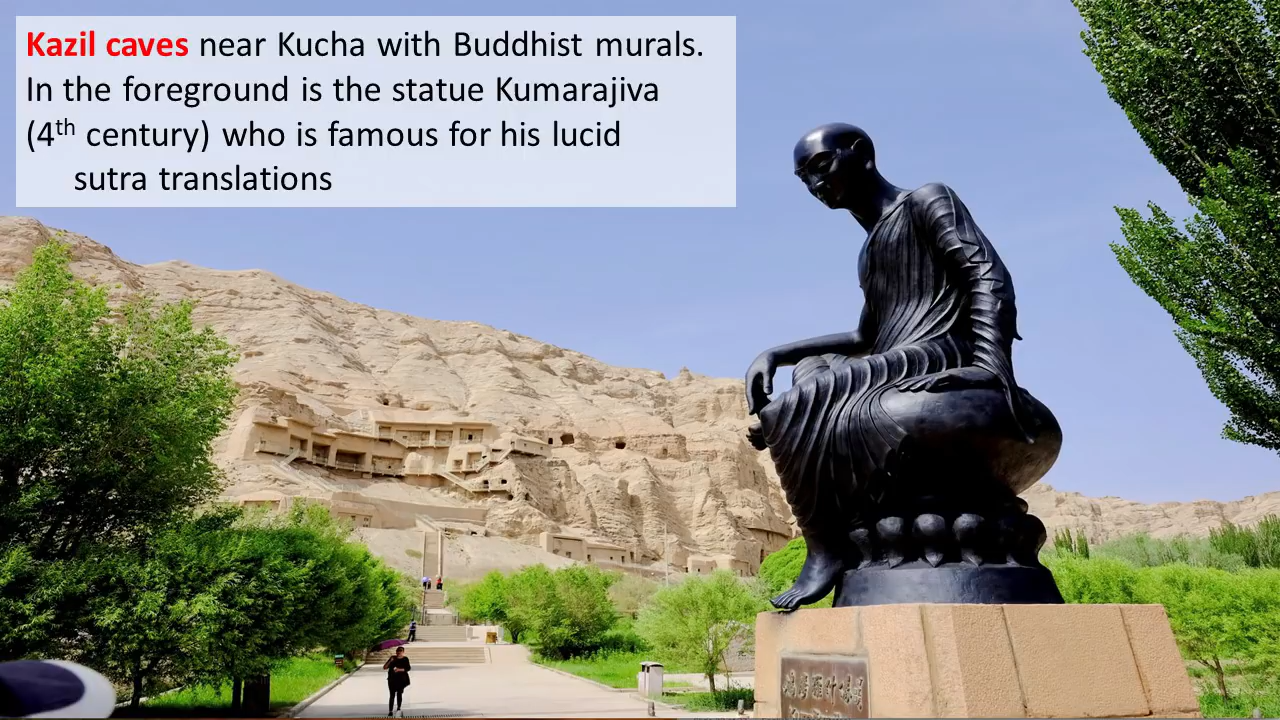 Kazil caves near Kucha with Buddhist murals.
In the foreground is the statue Kumarajiva
(4th century) who is famous for his lucid
sutra translations